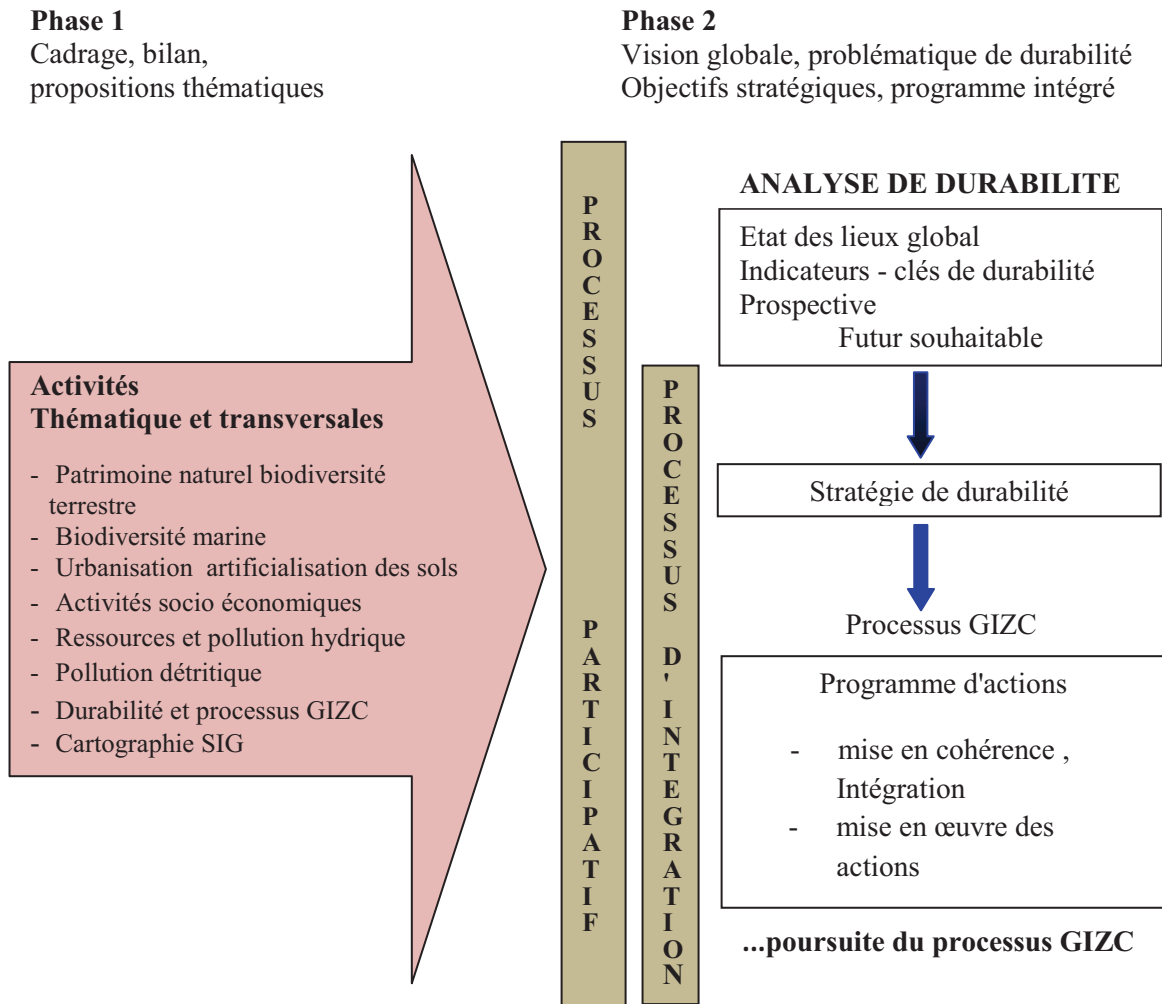 Phase 1
Cadrage, bilan,
propositions thématiques
Phase 2
Vision globale, problématique de durabilité
Objectifs stratégiques, programme intégré
Activités
Thématique et transversales
- Patrimoine naturel biodiversité
terrestre
- Biodiversité marine
- Urbanisation artificialisation des sols
- Activités socio économiques
- Ressources et pollution hydrique
- Pollution détritique
- Durabilité et processus GIZC
- Cartographie SIG
PROCESSUS PARTICIPATIF
PROCESSUS D'INTEGRATION
ANALYSE DE DURABILITE
Etat des lieux global
Indicateurs - clés de durabilité
Prospective
Futur souhaitable
Stratégie de durabilité
Processus GIZC
Programme d'actions
- mise en cohérence ,
Intégration
- mise en œuvre des
actions
...poursuite du processus GIZC